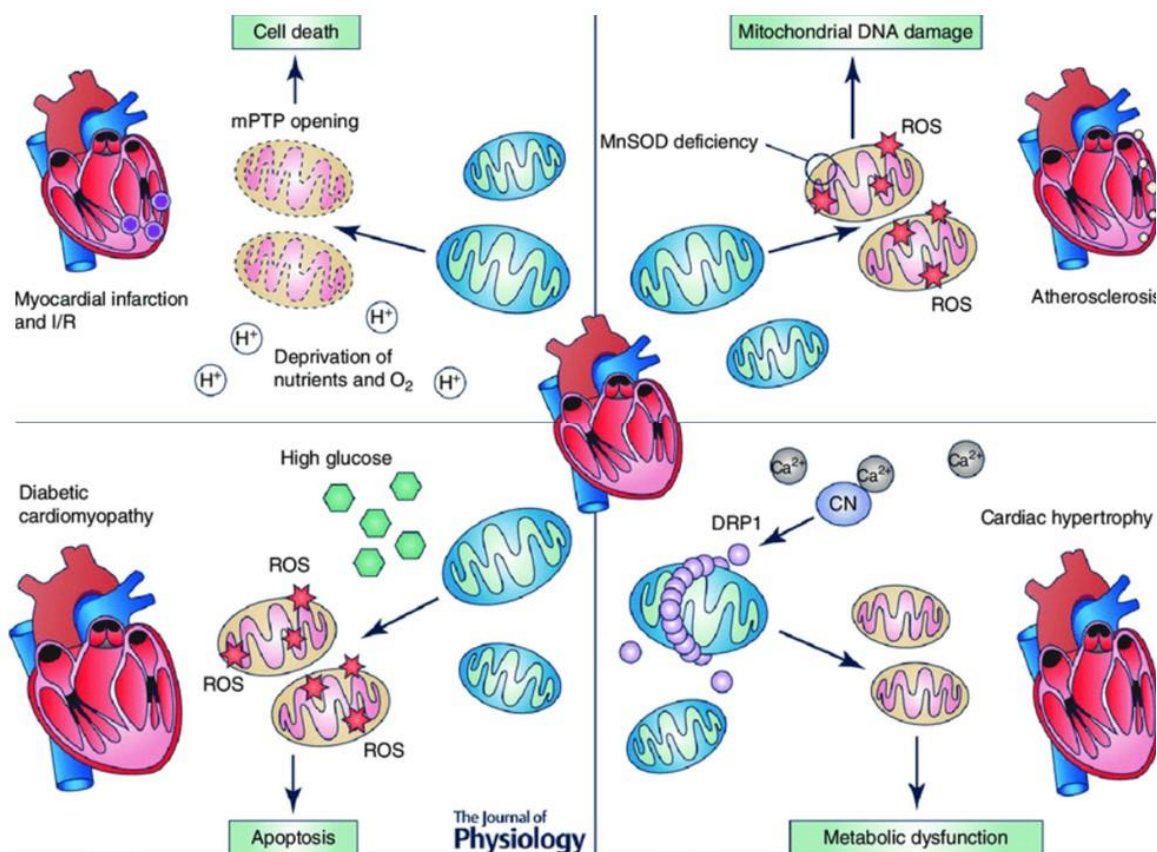 Cell death
mPTP opening
Myocardial infarction
and I/R
H⁺
H⁺
H⁺
H⁺
Deprivation of
nutrients and O₂
Mitochondrial DNA damage
MnSOD deficiency
ROS
ROS
Atherosclerosis
Diabetic
cardiomyopathy
High glucose
ROS
ROS
ROS
Apoptosis
The Journal of
Physiology
Ca²⁺
Ca²⁺
Ca²⁺
CN
DRP1
Cardiac hypertrophy
Metabolic dysfunction